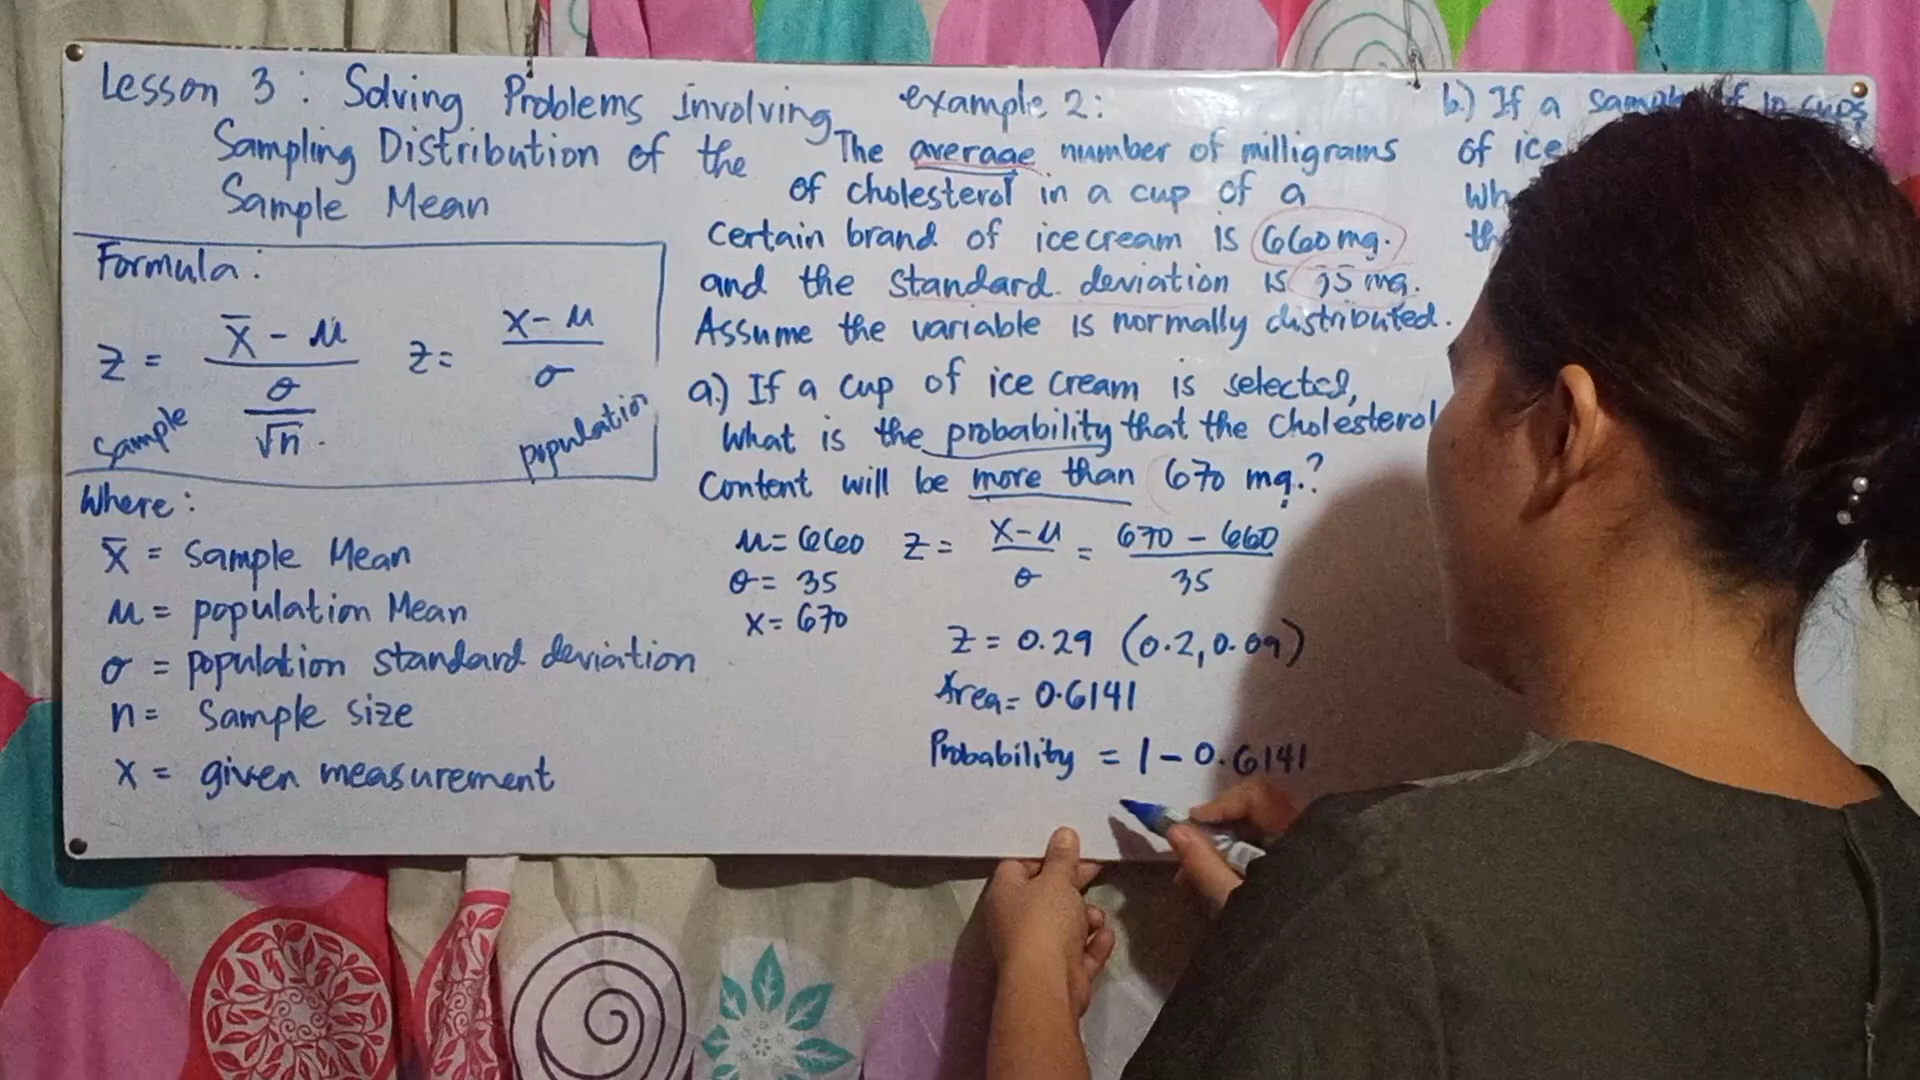 Lesson 3 : Solving Problems Involving
Sampling Distribution of the
Sample Mean
Formula:
z = x̄ - μ / σ / √n .
Sample
z = x - μ / σ
population
Where:
x̄ = Sample Mean
μ = population Mean
σ = population standard deviation
n = Sample size
x = given measurement
example 2:
The average number of milligrams
of cholesterol in a cup of a
certain brand of ice cream is 660 mg.
and the standard deviation is 35 mg.
Assume the variable is normally distributed.
a.) If a cup of ice cream is selected,
What is the probability that the Cholesterol
Content will be more than 670 mg.?
μ = 660
σ = 35
x = 670
z = x - μ / σ = 670 - 660 / 35
z = 0.29 (0.2, 0.09)
Area = 0.6141
Probability = 1 - 0.6141
b.) If a of 10 cups
of ice